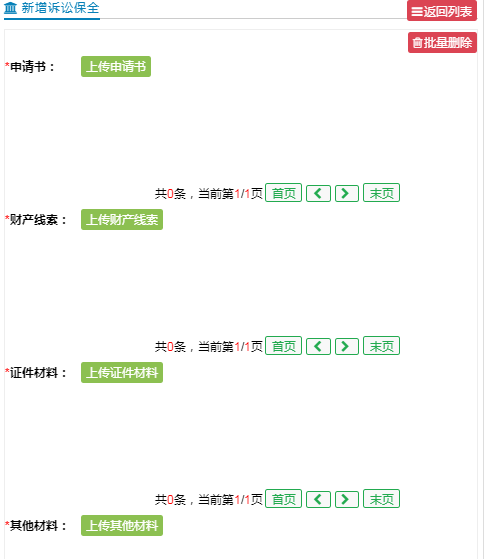 新增诉讼保全 返回列表
批量删除
*申请书： 上传申请书
共0条，当前第1/1页 首页 末页
*财产线索： 上传财产线索
共0条，当前第1/1页 首页 末页
*证件材料： 上传证件材料
共0条，当前第1/1页 首页 末页
*其他材料： 上传其他材料